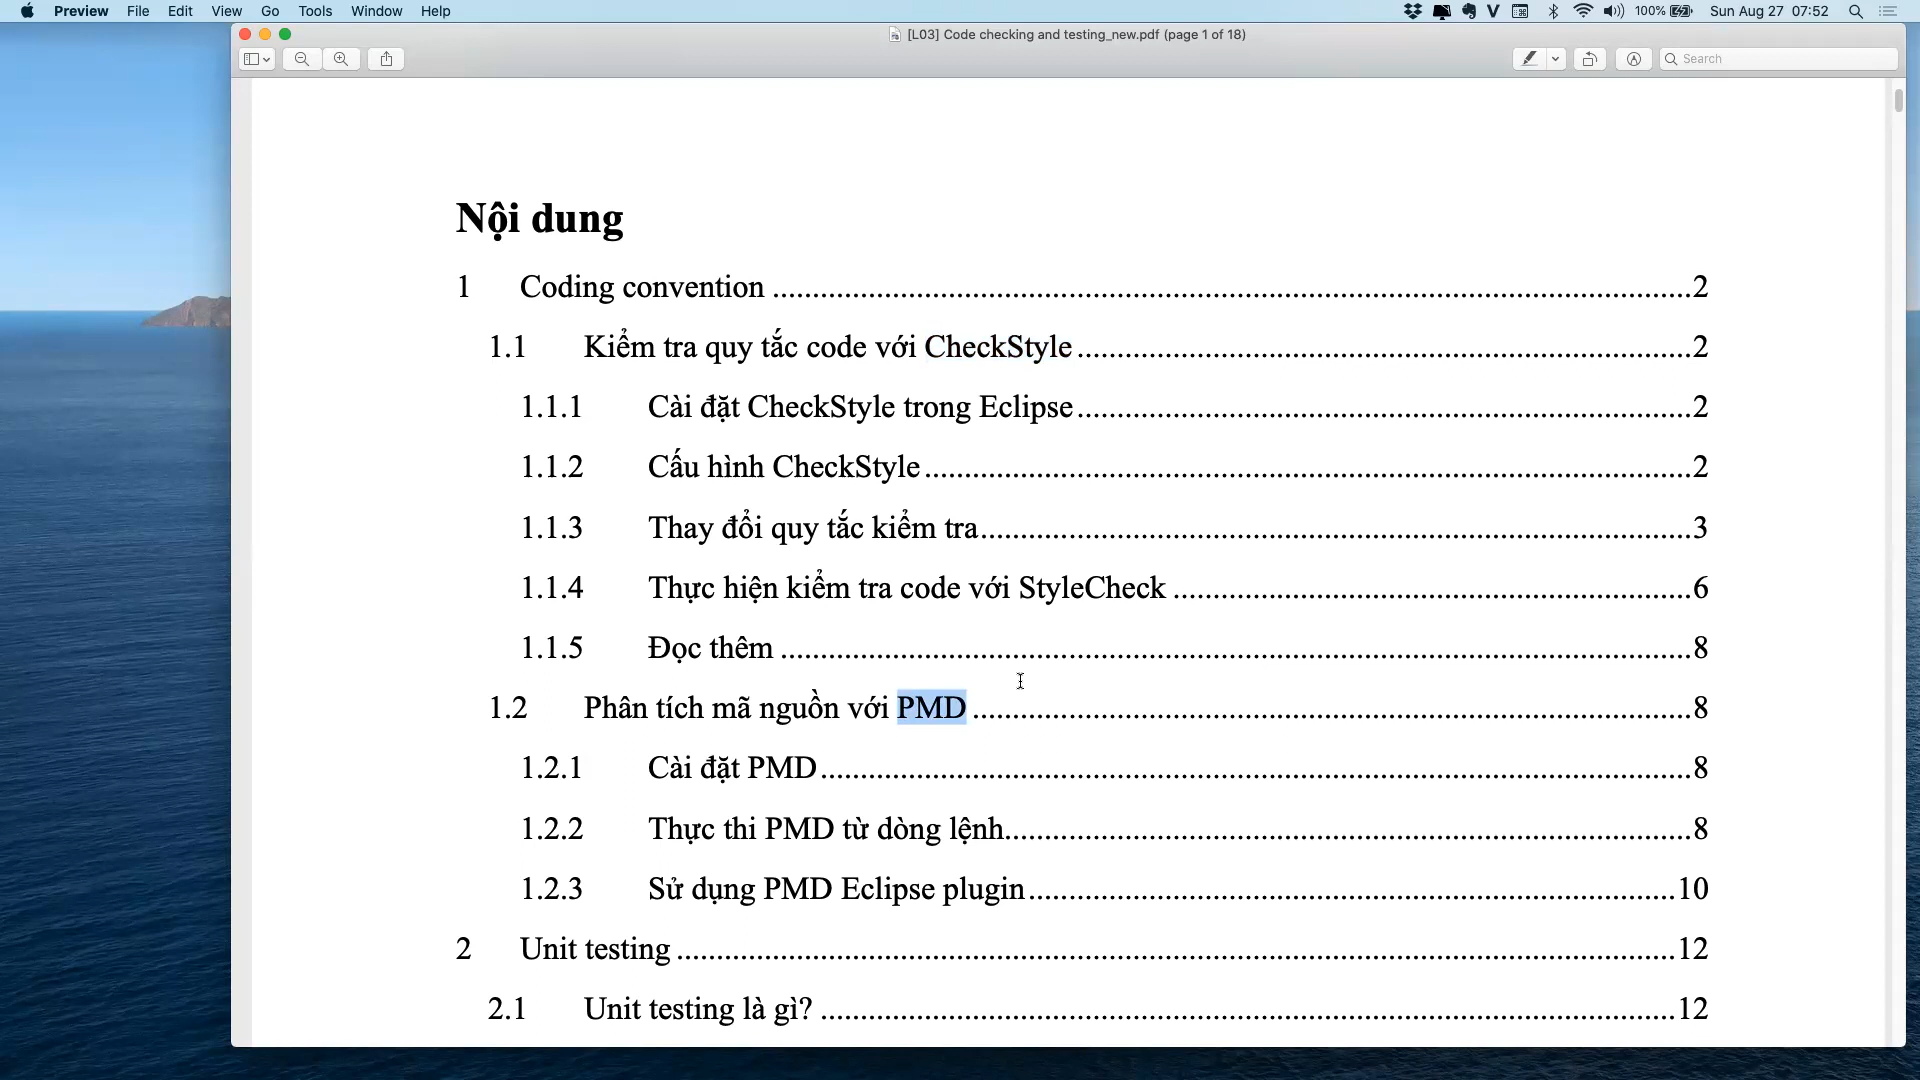 Preview File Edit View Go Tools Window Help 100% Sun Aug 27 07:52
[L03] Code checking and testing_new.pdf (page 1 of 18)
Search
Nội dung
1 Coding convention ........ 2
1.1 Kiểm tra quy tắc code với CheckStyle ........ 2
1.1.1 Cài đặt CheckStyle trong Eclipse ........ 2
1.1.2 Cấu hình CheckStyle ........ 2
1.1.3 Thay đổi quy tắc kiểm tra ........ 3
1.1.4 Thực hiện kiểm tra code với StyleCheck ........ 6
1.1.5 Đọc thêm ........ 8
1.2 Phân tích mã nguồn với PMD ........ 8
1.2.1 Cài đặt PMD ........ 8
1.2.2 Thực thi PMD từ dòng lệnh ........ 8
1.2.3 Sử dụng PMD Eclipse plugin ........ 10
2 Unit testing ........ 12
2.1 Unit testing là gì? ........ 12